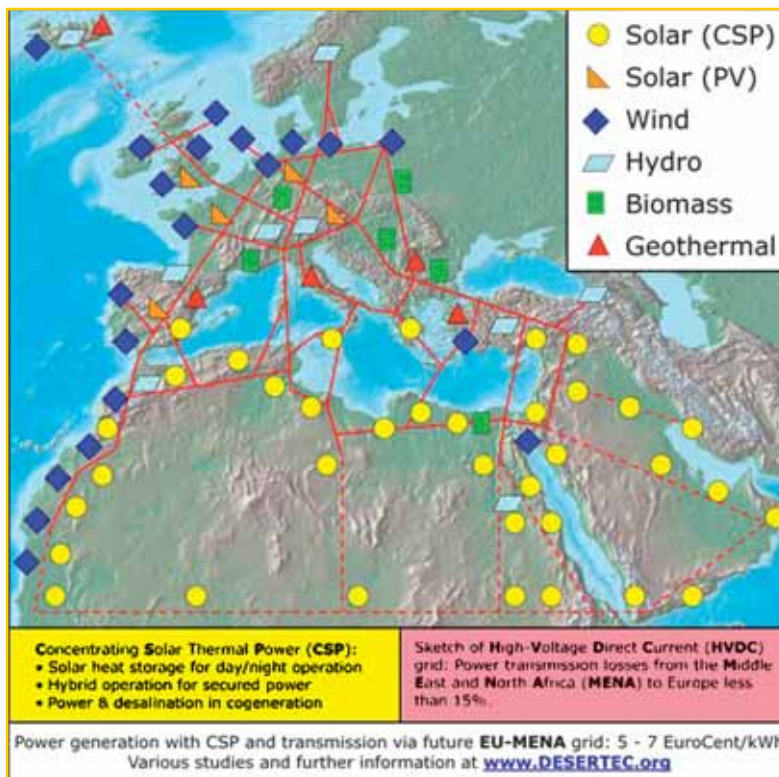 Solar (CSP)
Solar (PV)
Wind
Hydro
Biomass
Geothermal
Concentrating Solar Thermal Power (CSP):
• Solar heat storage for day/night operation
• Hybrid operation for secured power
• Power & desalination in cogeneration
Sketch of High-Voltage Direct Current (HVDC)
grid: Power transmission losses from the Middle
East and North Africa (MENA) to Europe less
than 15%.
Power generation with CSP and transmission via future EU-MENA grid: 5 - 7 EuroCent/kWh
Various studies and further information at www.DESERTEC.org